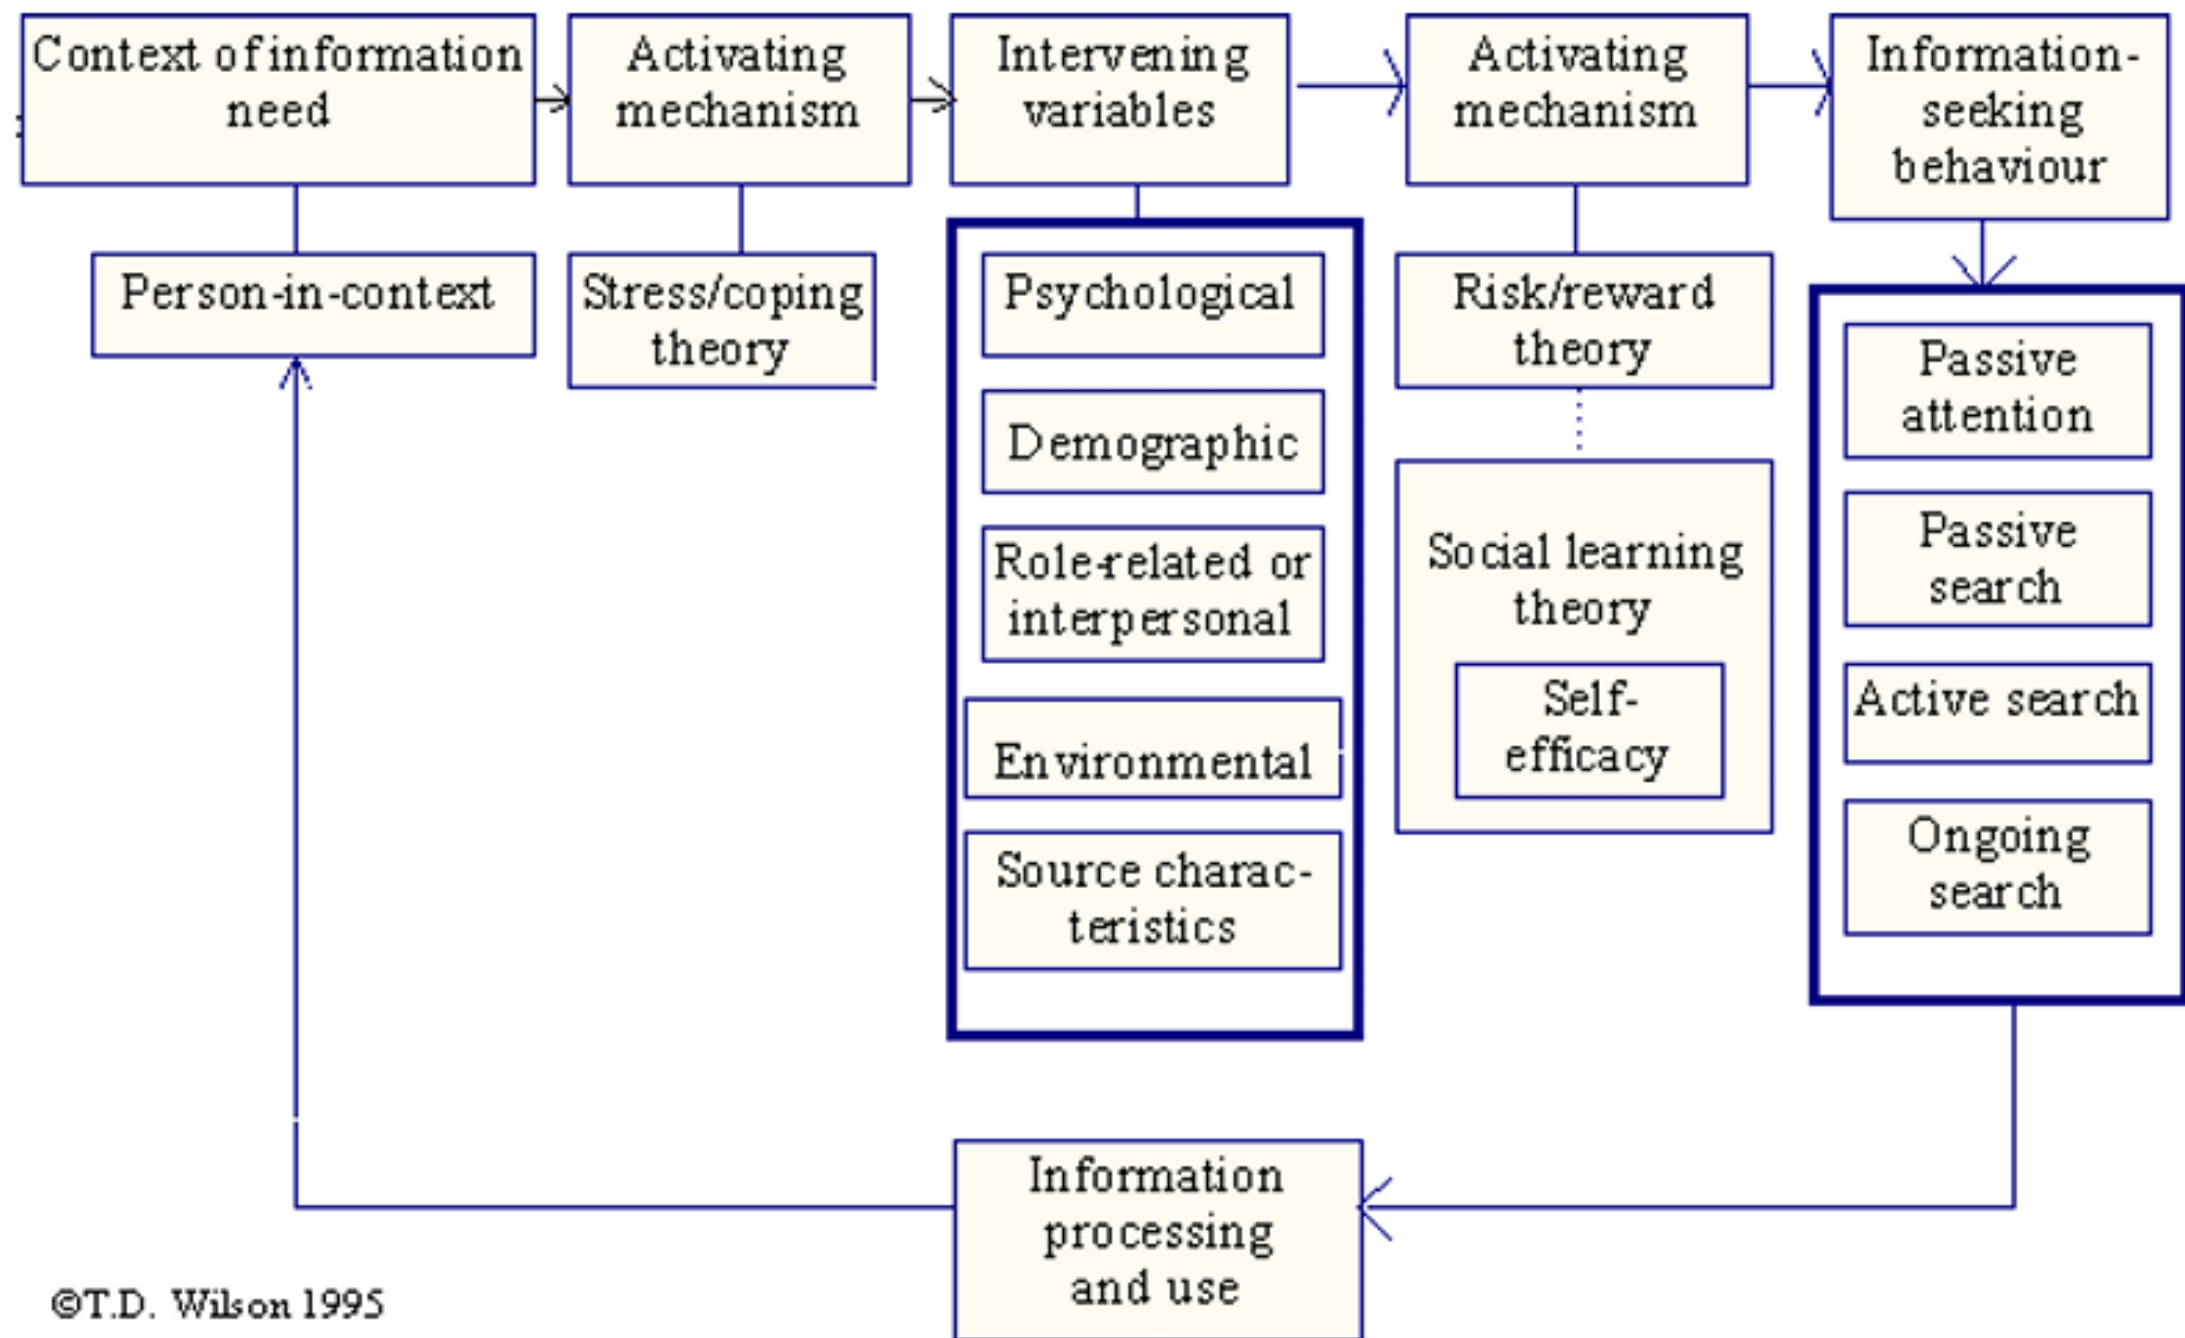 Context of information
need
Activating
mechanism
Intervening
variables
Activating
mechanism
Information-
seeking
behaviour
Person-in-context
Stress/coping
theory
Psychological
Demographic
Role-related or
interpersonal
Environmental
Source charac-
teristics
Risk/reward
theory
Social learning
theory
Self-
efficacy
Passive
attention
Passive
search
Active search
Ongoing
search
Information
processing
and use
©T.D. Wilson 1995